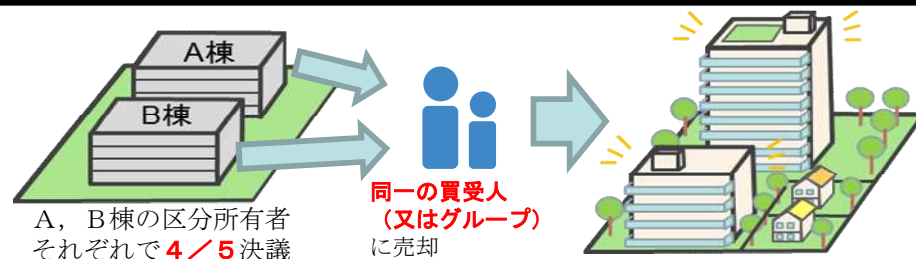 A棟
B棟
A，B棟の区分所有者
それぞれで４／５決議
同一の買受人
（又はグループ）
に売却